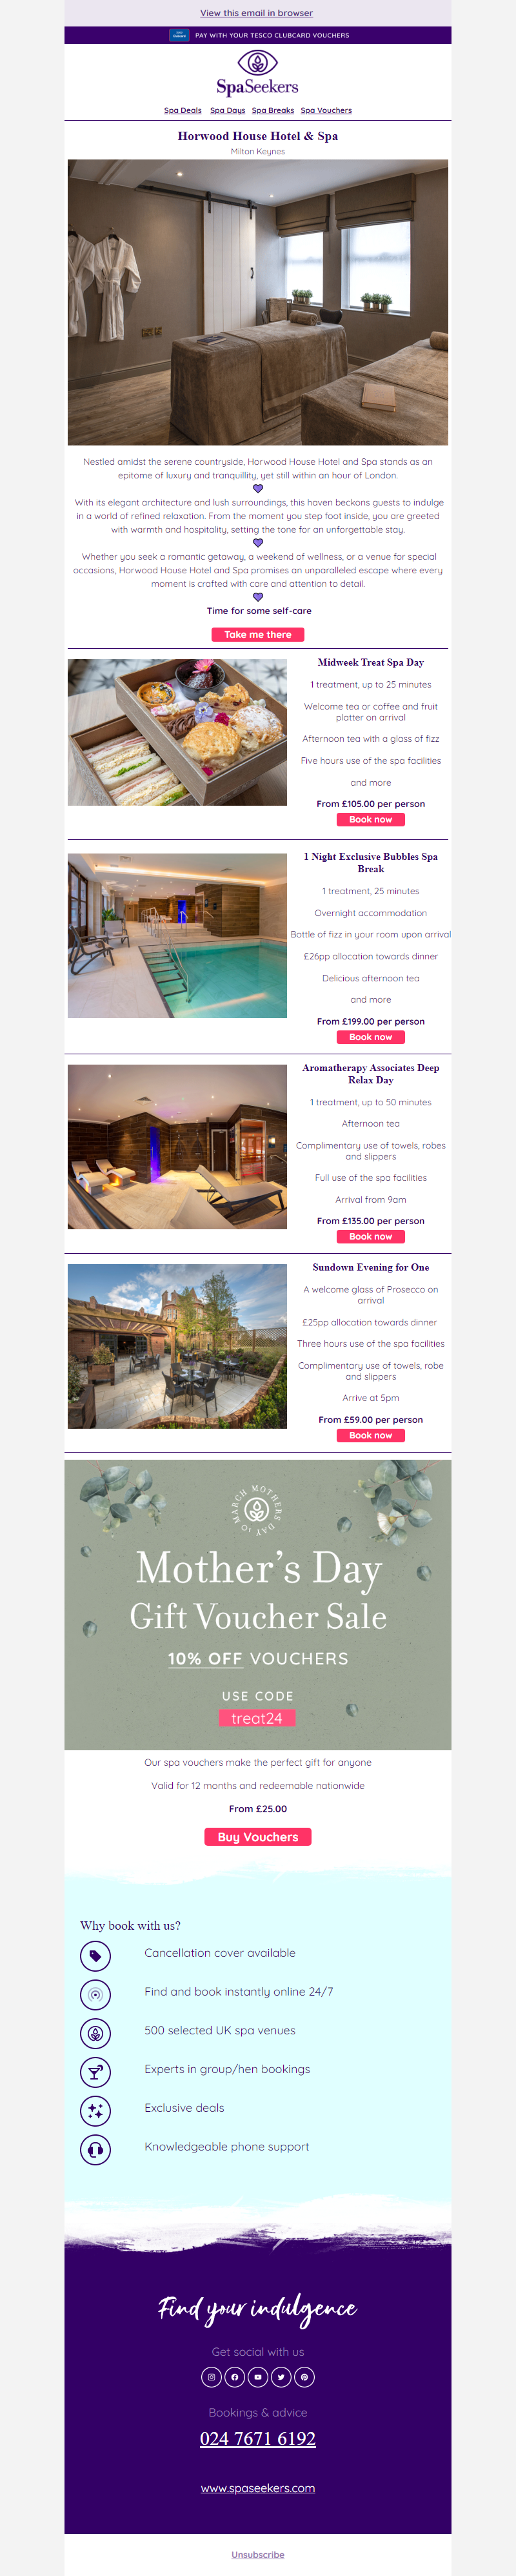 View this email in browser
PAY WITH YOUR TESCO CLUBCARD VOUCHERS
SpaSeekers
Spa Deals Spa Days Spa Breaks Spa Vouchers
Horwood House Hotel & Spa
Milton Keynes
Nestled amidst the serene countryside, Horwood House Hotel and Spa stands as an
epitome of luxury and tranquillity, yet still within an hour of London.
With its elegant architecture and lush surroundings, this haven beckons guests to indulge
in a world of refined relaxation. From the moment you step foot inside, you are greeted
with warmth and hospitality, setting the tone for an unforgettable stay.
Whether you seek a romantic getaway, a weekend of wellness, or a venue for special
occasions, Horwood House Hotel and Spa promises an unparalleled escape where every
moment is crafted with care and attention to detail.
Time for some self-care
Take me there
Midweek Treat Spa Day
1 treatment, up to 25 minutes
Welcome tea or coffee and fruit
platter on arrival
Afternoon tea with a glass of fizz
Five hours use of the spa facilities
and more
From £105.00 per person
Book now
1 Night Exclusive Bubbles Spa
Break
1 treatment, 25 minutes
Overnight accommodation
Bottle of fizz in your room upon arrival
£26pp allocation towards dinner
Delicious afternoon tea
and more
From £199.00 per person
Book now
Aromatherapy Associates Deep
Relax Day
1 treatment, up to 50 minutes
Afternoon tea
Complimentary use of towels, robes
and slippers
Full use of the spa facilities
Arrival from 9am
From £135.00 per person
Book now
Sundown Evening for One
A welcome glass of Prosecco on
arrival
£25pp allocation towards dinner
Three hours use of the spa facilities
Complimentary use of towels, robe
and slippers
Arrive at 5pm
From £59.00 per person
Book now
MOTHERS DAY 10 MARCH
Mother's Day
Gift Voucher Sale
10% OFF VOUCHERS
USE CODE
treat24
Our spa vouchers make the perfect gift for anyone
Valid for 12 months and redeemable nationwide
From £25.00
Buy Vouchers
Why book with us?
Cancellation cover available
Find and book instantly online 24/7
500 selected UK spa venues
Experts in group/hen bookings
Exclusive deals
Knowledgeable phone support
Find your indulgence
Get social with us
Bookings & advice
024 7671 6192
www.spaseekers.com
Unsubscribe